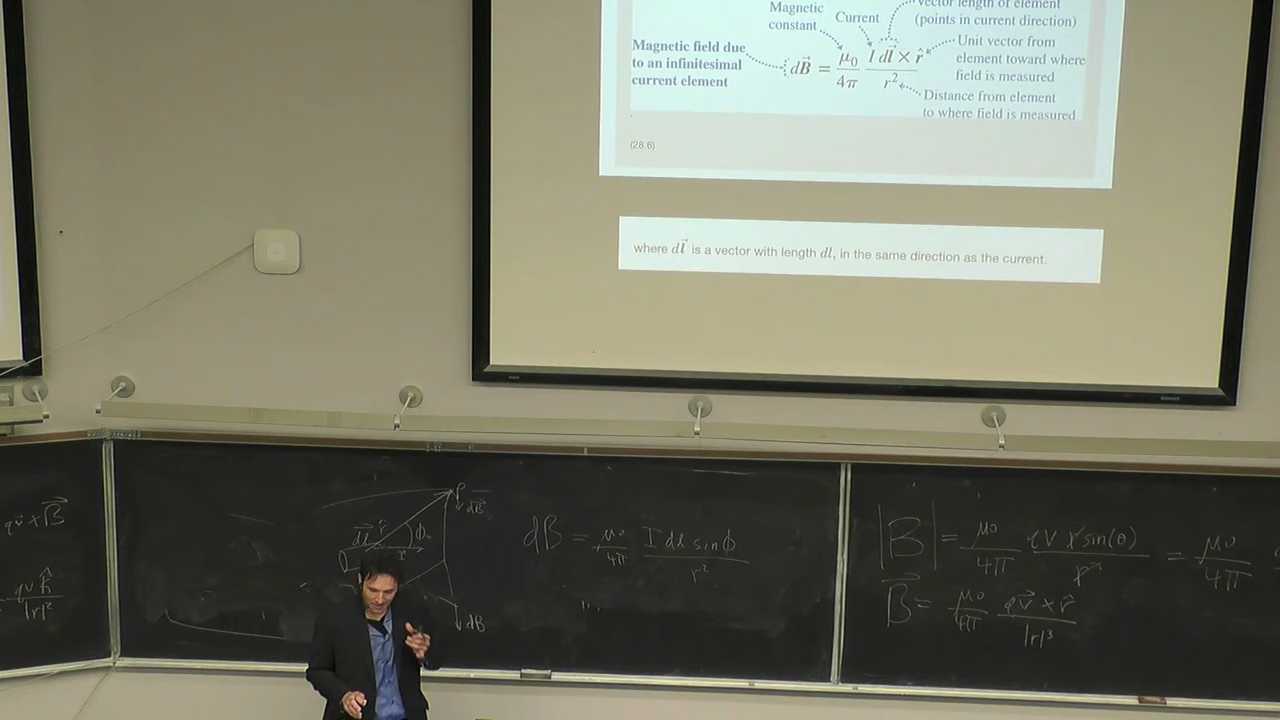 Vector length of element
Magnetic
constant
Current
(points in current direction)
Magnetic field due
to an infinitesimal
current element
dB⃗ = μ₀/4π I dl⃗ × r̂/r²
Unit vector from
element toward where
field is measured
Distance from element
to where field is measured
(28.6)
where dl⃗ is a vector with length dl, in the same direction as the current.
qv⃗ × B⃗
P
dB⃗
dl⃗ r̂ ϕ
dB
dB = μ₀/4π I dl sinϕ/r²
|B⃗| = μ₀/4π qv r sin(θ)/r³ = μ₀/4π
B⃗ = μ₀/4π qv⃗ × r̂/|r|³